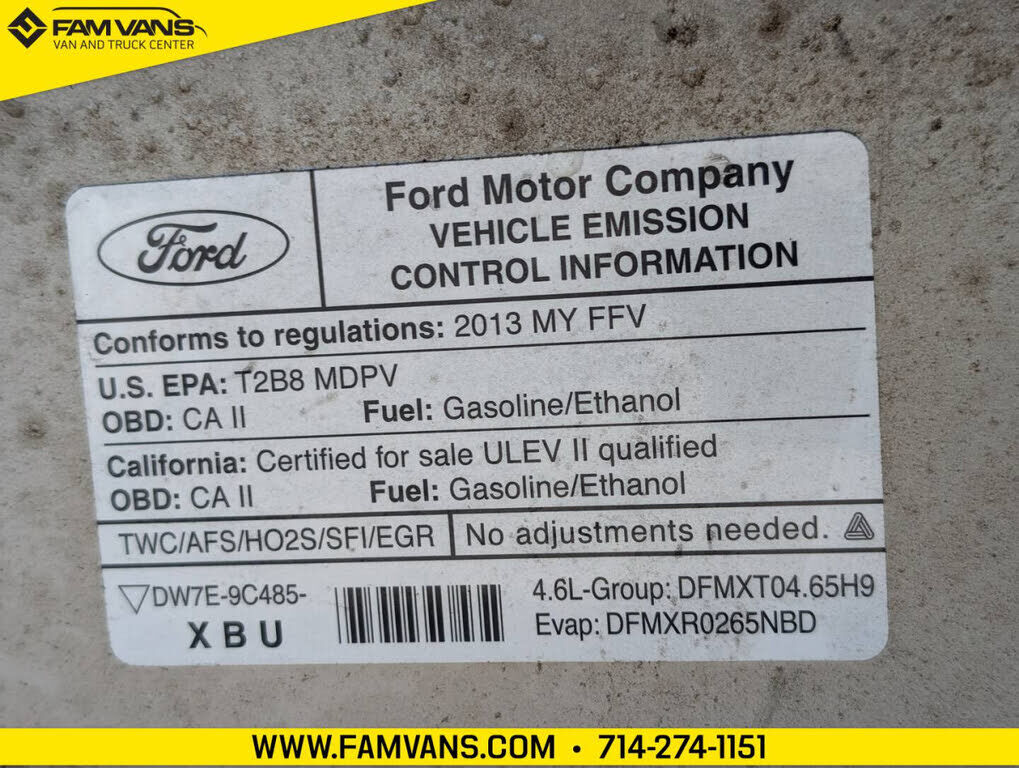 FAM VANS
VAN AND TRUCK CENTER
Ford
Ford Motor Company
VEHICLE EMISSION
CONTROL INFORMATION
Conforms to regulations: 2013 MY FFV
U.S. EPA: T2B8 MDPV
OBD: CA II Fuel: Gasoline/Ethanol
California: Certified for sale ULEV II qualified
OBD: CA II Fuel: Gasoline/Ethanol
TWC/AFS/HO2S/SFI/EGR No adjustments needed.
DW7E-9C485-
X B U
4.6L-Group: DFMXT04.65H9
Evap: DFMXR0265NBD
WWW.FAMVANS.COM • 714-274-1151